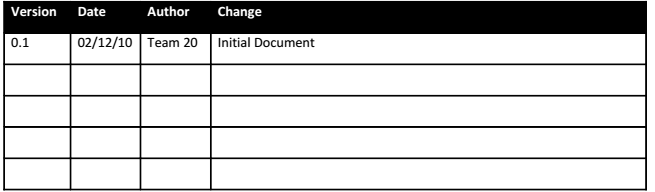 Version Date Author Change
0.1 02/12/10 Team 20 Initial Document